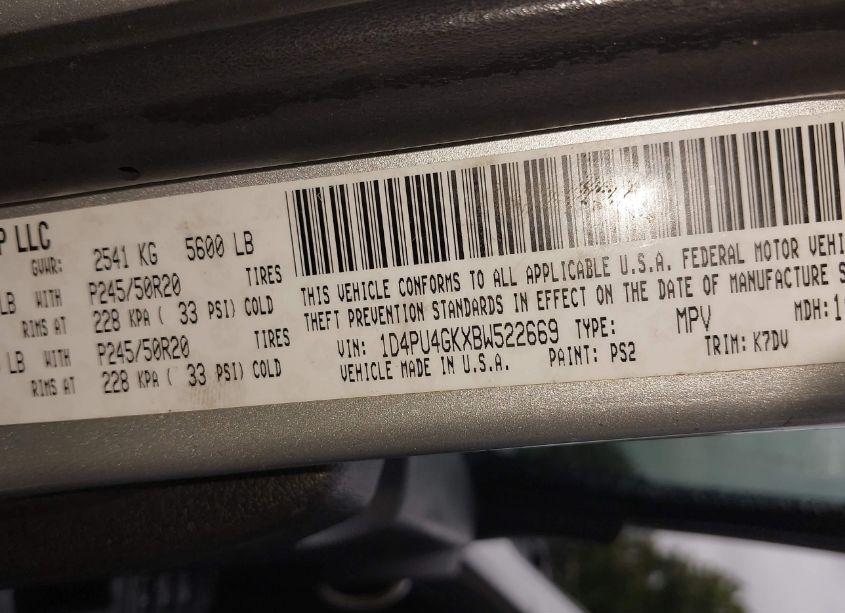 P LLC
GVWR: 2541 KG 5600 LB
LB WITH P245/50R20 TIRES
RIMS AT 228 KPA ( 33 PSI) COLD
LB WITH P245/50R20 TIRES
RIMS AT 228 KPA ( 33 PSI) COLD
THIS VEHICLE CONFORMS TO ALL APPLICABLE U.S.A. FEDERAL MOTOR VEHI
THEFT PREVENTION STANDARDS IN EFFECT ON THE DATE OF MANUFACTURE S
VIN: 1D4PU4GKXBW522669 TYPE: MPV MDH:1
VEHICLE MADE IN U.S.A. PAINT: PS2 TRIM: K7DV